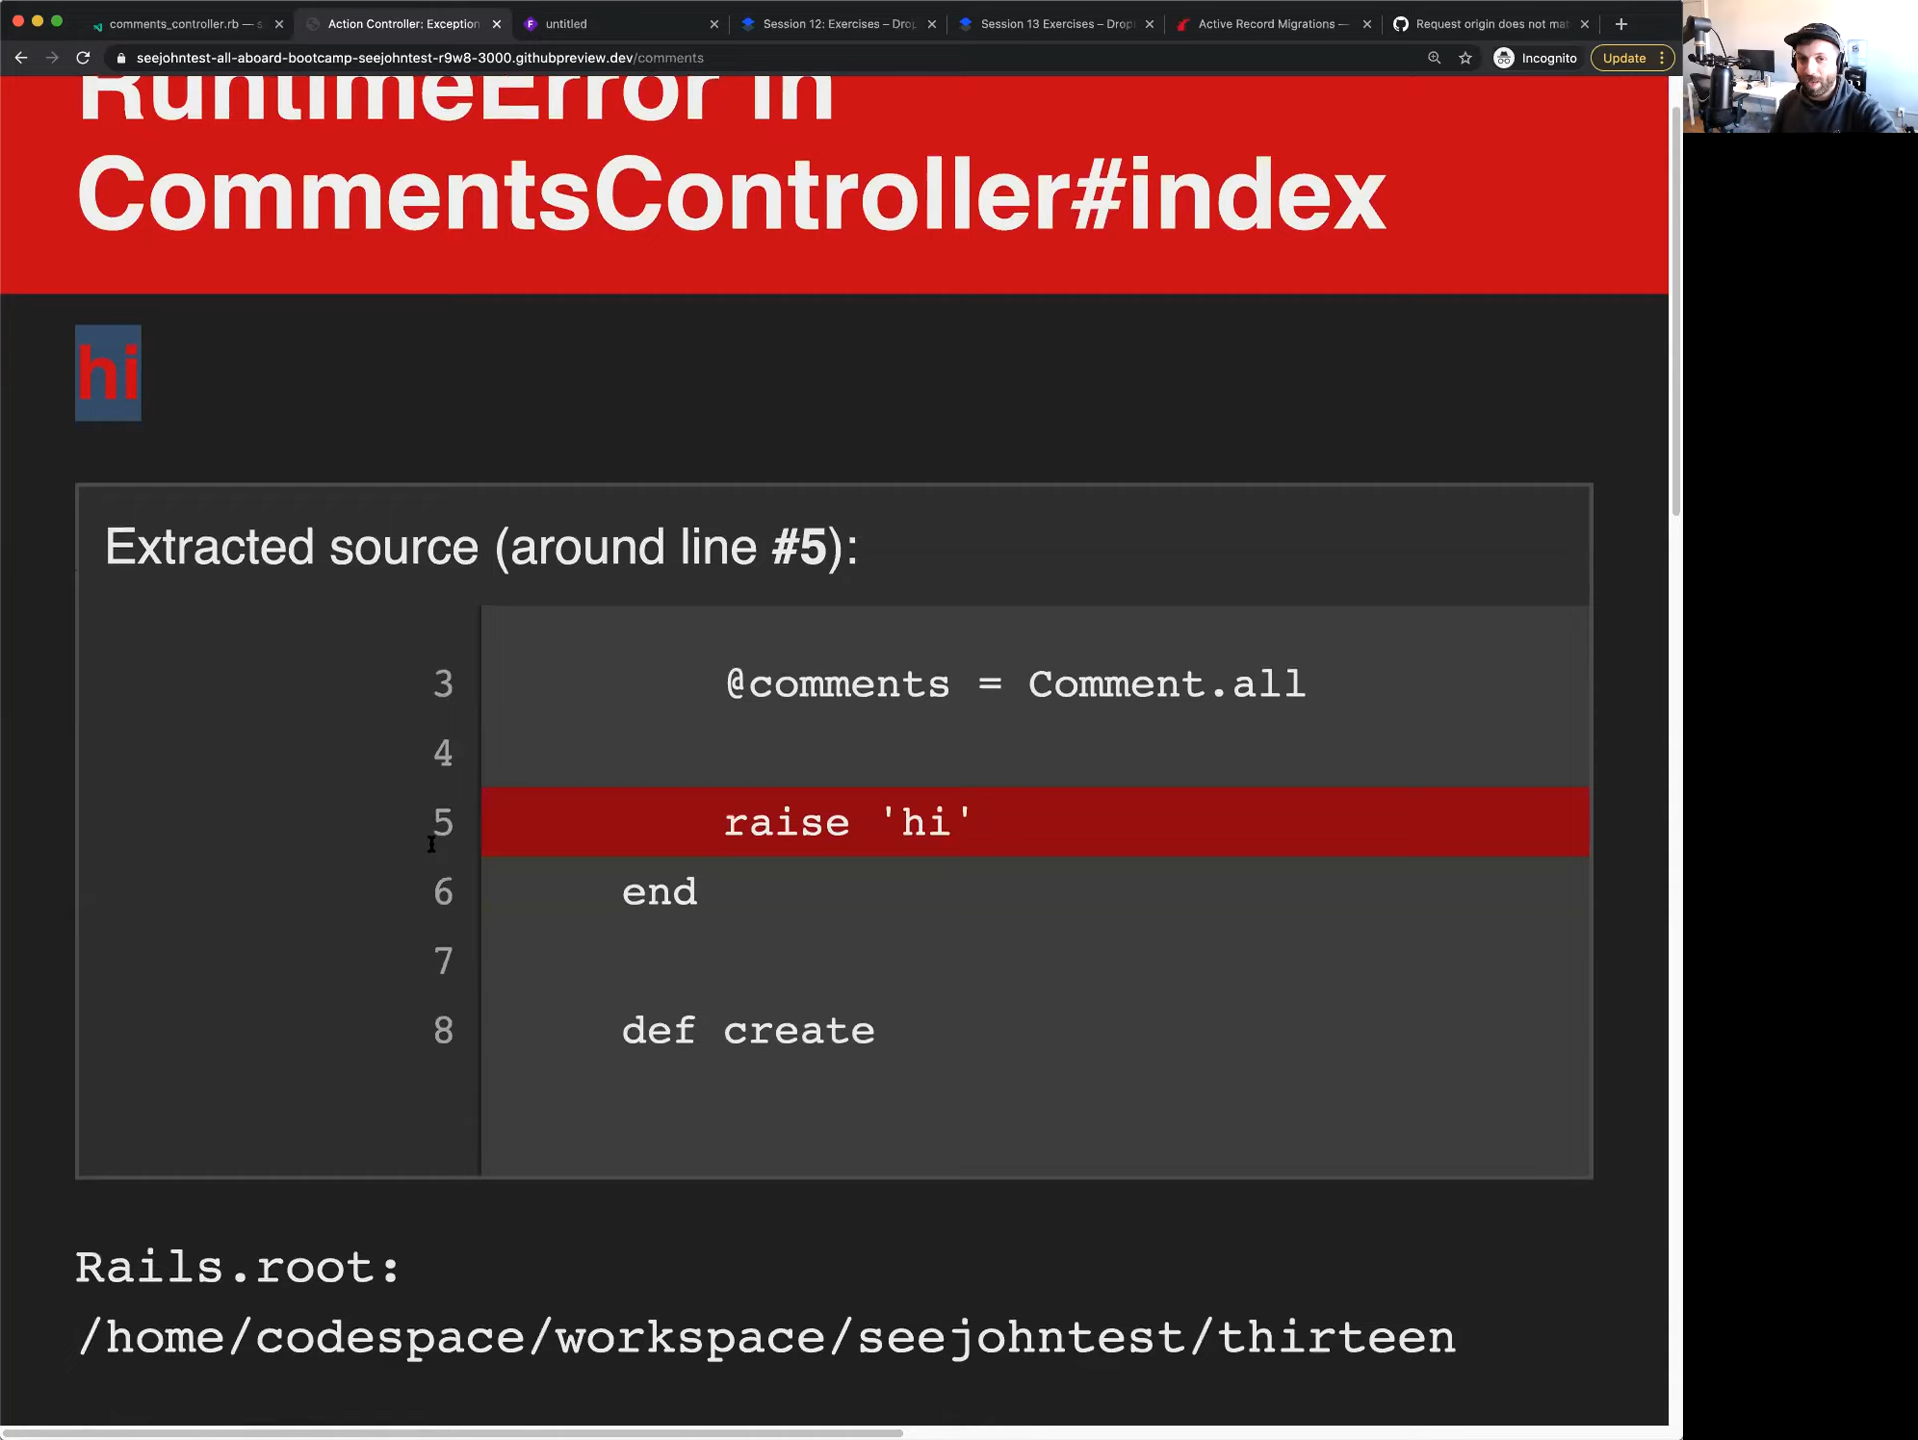 comments_controller.rb — s
Action Controller: Exception
untitled
Session 12: Exercises – Drop
Session 13 Exercises – Drop
Active Record Migrations —
Request origin does not ma
seejohntest-all-aboard-bootcamp-seejohntest-r9w8-3000.githubpreview.dev/comments
Incognito
Update
RuntimeError in
CommentsController#index
hi
Extracted source (around line #5):
3 @comments = Comment.all
4
5 raise 'hi'
6 end
7
8 def create
Rails.root:
/home/codespace/workspace/seejohntest/thirteen